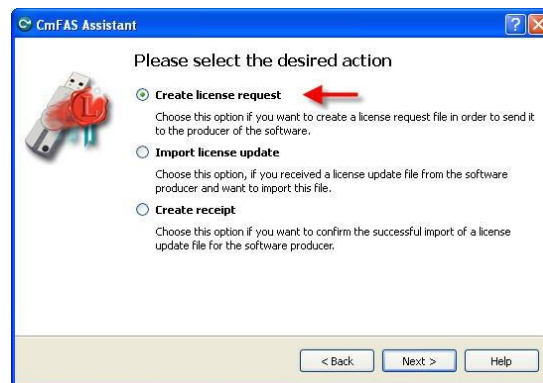 CmFAS Assistant
Please select the desired action
Create license request
Choose this option if you want to create a license request file in order to send it
to the producer of the software.
Import license update
Choose this option, if you received a license update file from the software
producer and want to import this file.
Create receipt
Choose this option if you want to confirm the successful import of a license
update file for the software producer.
< Back
Next >
Help